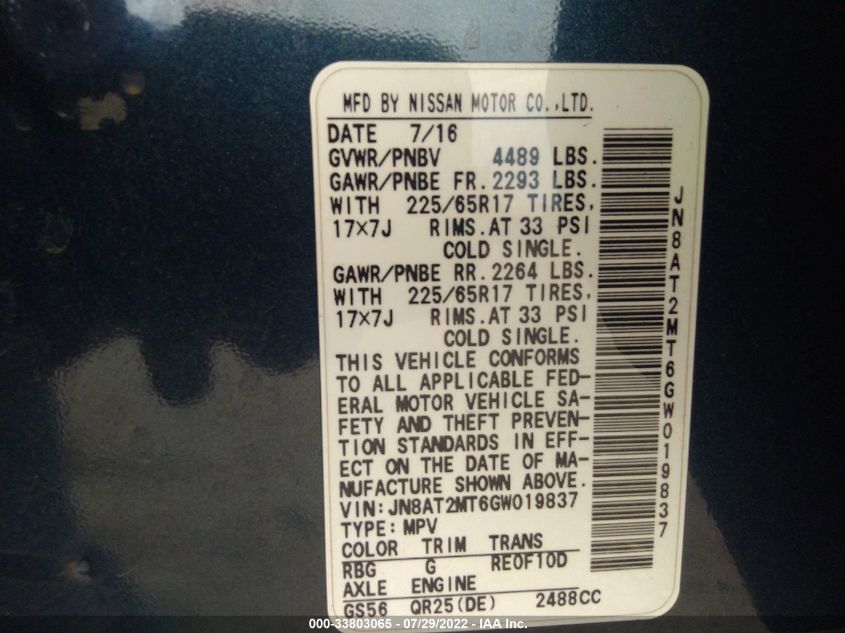 MFD BY NISSAN MOTOR CO.,LTD.
DATE 7/16
GVWR/PNBV 4489 LBS.
GAWR/PNBE FR. 2293 LBS.
WITH 225/65R17 TIRES,
17×7J RIMS.AT 33 PSI
COLD SINGLE.
GAWR/PNBE RR. 2264 LBS.
WITH 225/65R17 TIRES,
17×7J RIMS.AT 33 PSI
COLD SINGLE.
THIS VEHICLE CONFORMS
TO ALL APPLICABLE FED-
ERAL MOTOR VEHICLE SA-
FETY AND THEFT PREVEN-
TION STANDARDS IN EFF-
ECT ON THE DATE OF MA-
NUFACTURE SHOWN ABOVE.
VIN:JN8AT2MT6GW019837
TYPE:MPV
COLOR TRIM TRANS
RBG G RE0F10D
AXLE ENGINE
GS56 QR25(DE) 2488CC
JN8AT2MT6GW019837
000-33803065 - 07/29/2022 - IAA Inc.